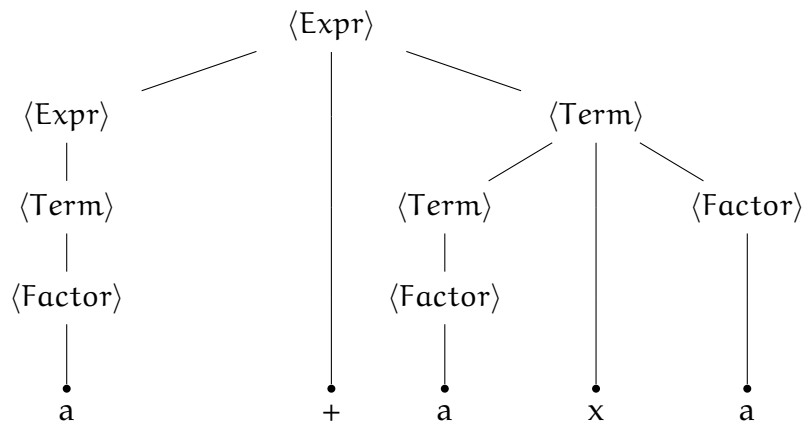 ⟨Expr⟩
⟨Expr⟩ ⟨Term⟩
⟨Term⟩ ⟨Term⟩ ⟨Factor⟩
⟨Factor⟩ ⟨Factor⟩
a + a x a